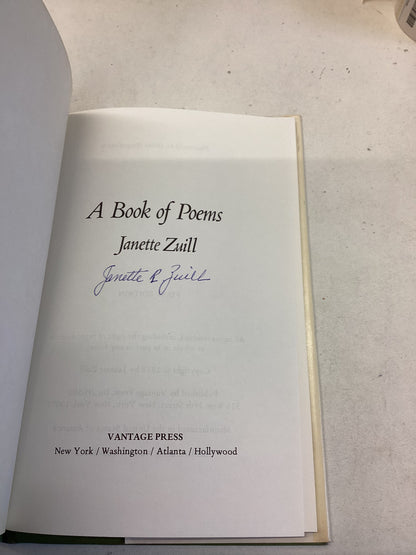 A Book of Poems
Janette Zuill
Janette R Zuill
VANTAGE PRESS
New York / Washington / Atlanta / Hollywood